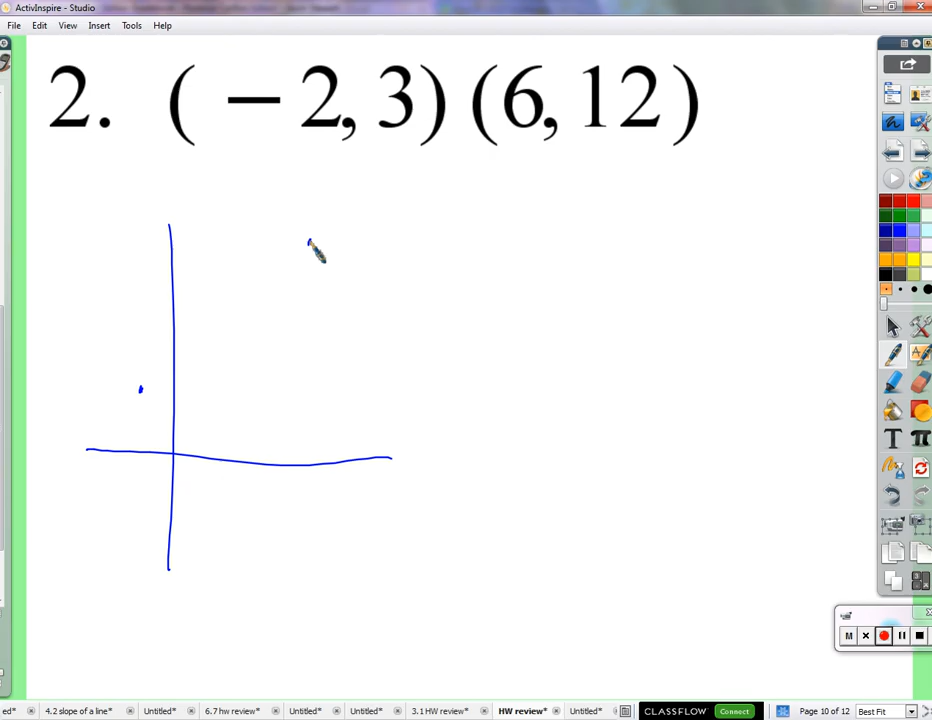 ActivInspire - Studio
File Edit View Insert Tools Help
2. (−2,3)(6,12)
M
ed* 4.2 slope of a line* Untitled* 6.7 hw review* Untitled* Untitled* 3.1 HW review* HW review* Untitled* CLASSFLOW Connect Page 10 of 12 Best Fit